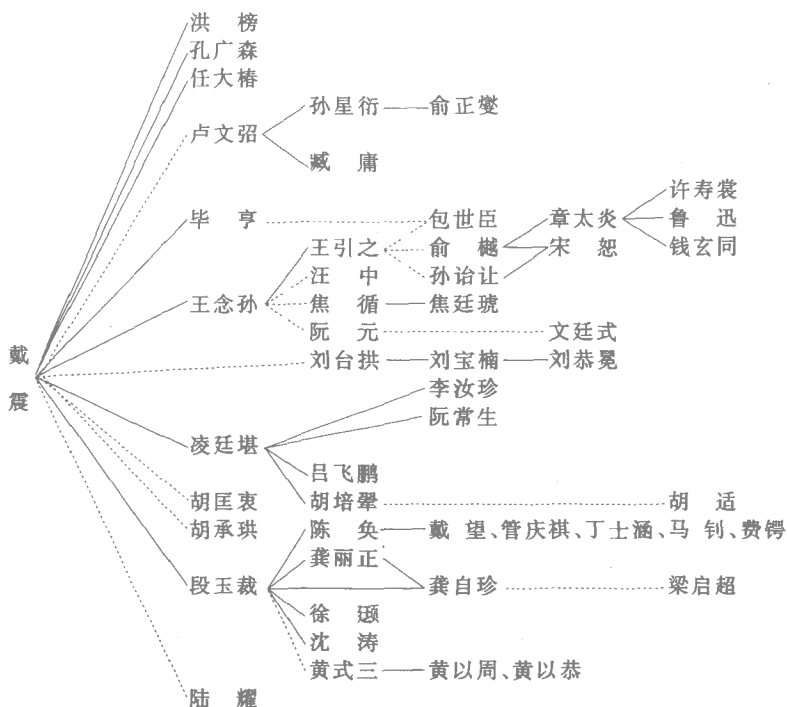 洪 榜
孔广森
任大椿
孙星衍 俞正燮
卢文弨
臧 庸
许寿裳
毕 亨 包世臣 章太炎 鲁 迅
王引之 俞 樾 宋 恕 钱玄同
汪 中 孙诒让
王念孙 焦 循 焦廷琥
阮 元 文廷式
戴 刘台拱 刘宝楠 刘恭冕
震 李汝珍
阮常生
凌廷堪
吕飞鹏
胡匡衷 胡培翚 胡 适
胡承珙 陈 奂 戴 望、管庆祺、丁士涵、马 钊、费锷
龚丽正
段玉裁 龚自珍 梁启超
徐 颋
沈 涛
黄式三 黄以周、黄以恭
陆 耀